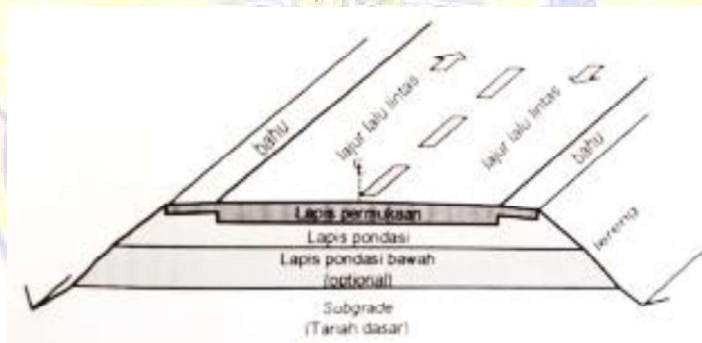 bahu
lajur lalu lintas
lajur lalu lintas
bahu
lereng
Lapis permukaan
Lapis pondasi
Lapis pondasi bawah
(optional)
Subgrade
(Tanah dasar)